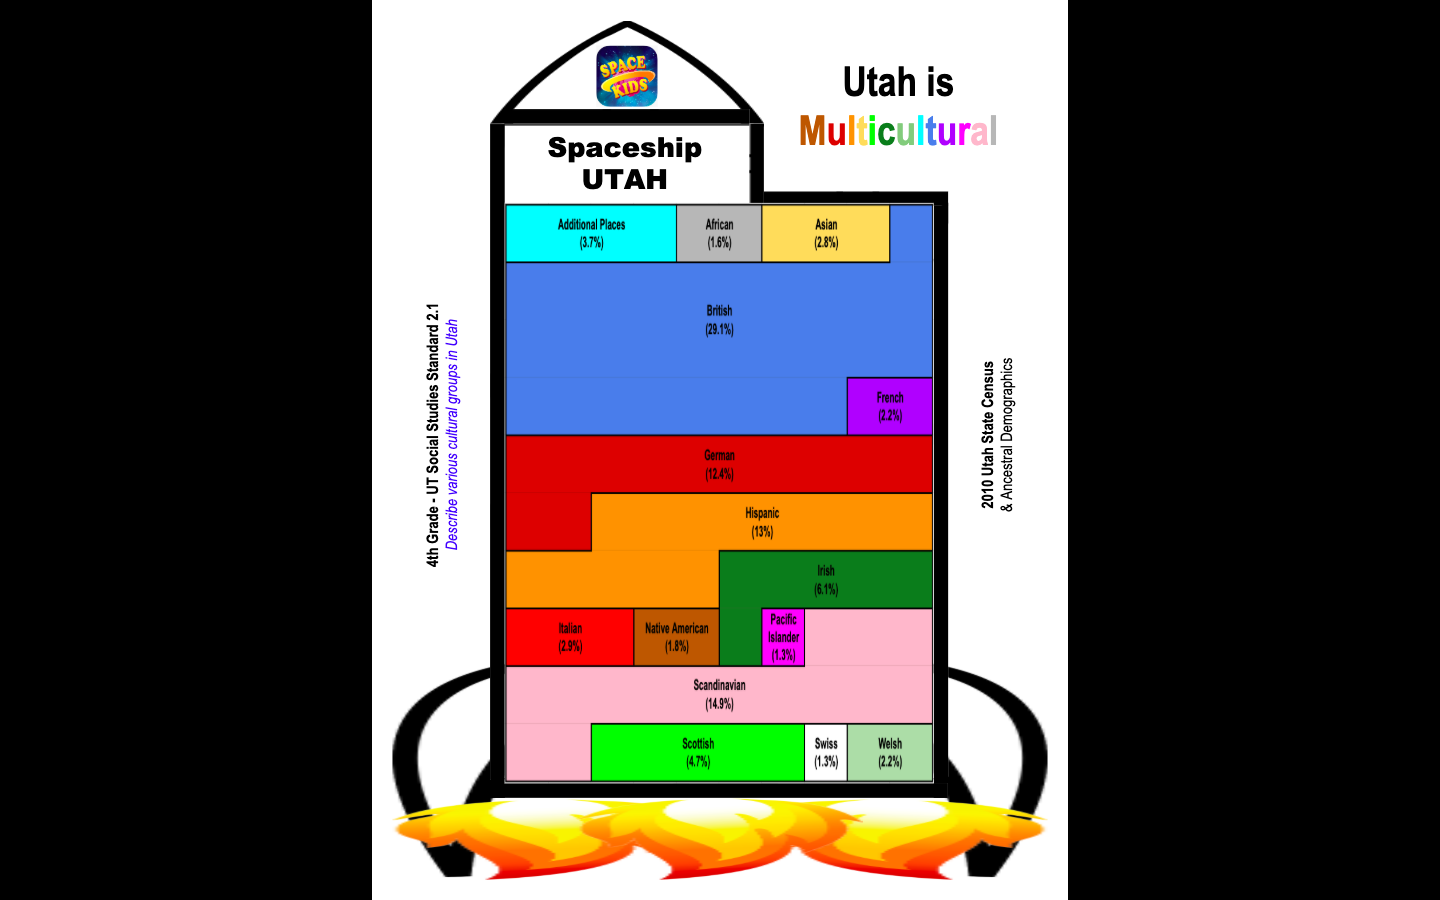 SPACE
KIDS
Spaceship
UTAH
Utah is
Multicultural
4th Grade - UT Social Studies Standard 2.1
Describe various cultural groups in Utah
Additional Places
(3.7%)
African
(1.6%)
Asian
(2.8%)
British
(29.1%)
French
(2.2%)
German
(12.4%)
Hispanic
(13%)
Irish
(6.1%)
Italian
(2.9%)
Native American
(1.8%)
Pacific
Islander
(1.3%)
Scandinavian
(14.9%)
Scottish
(4.7%)
Swiss
(1.3%)
Welsh
(2.2%)
2010 Utah State Census
& Ancestral Demographics